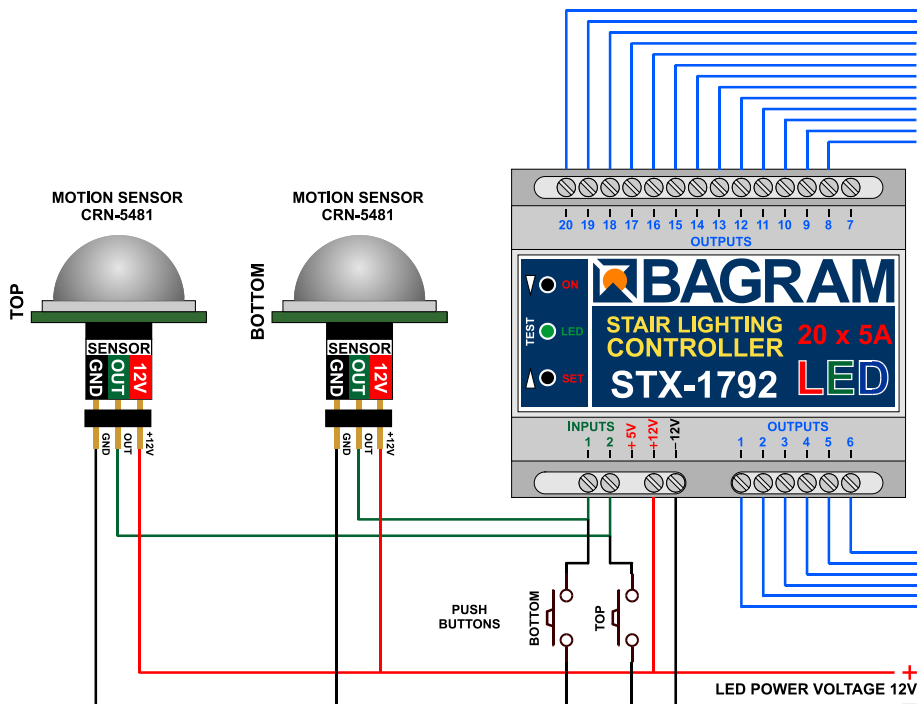 MOTION SENSOR
CRN-5481
TOP
SENSOR
GND
OUT
12V
GND
OUT
+12V
MOTION SENSOR
CRN-5481
BOTTOM
SENSOR
GND
OUT
12V
GND
OUT
+12V
20 19 18 17 16 15 14 13 12 11 10 9 8 7
OUTPUTS
ON
TEST
LED
SET
BAGRAM
STAIR LIGHTING
CONTROLLER
20 x 5A
STX-1792
LED
INPUTS
1 2 +5V +12V -12V
OUTPUTS
1 2 3 4 5 6
PUSH
BUTTONS
BOTTOM
TOP
+
LED POWER VOLTAGE 12V